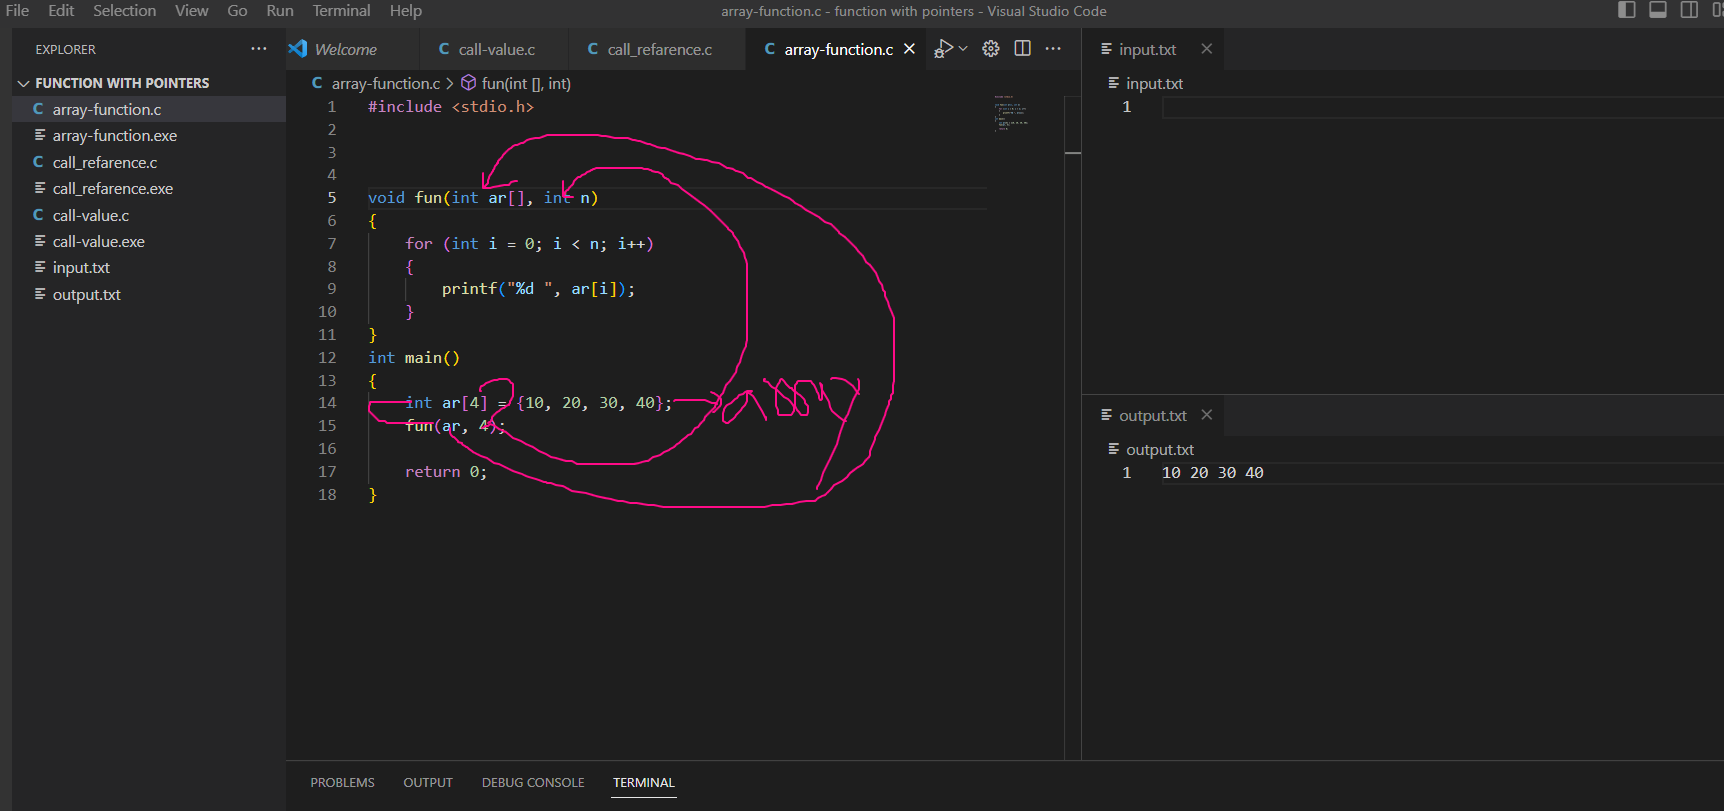 File Edit Selection View Go Run Terminal Help array-function.c - function with pointers - Visual Studio Code
EXPLORER ...
FUNCTION WITH POINTERS
array-function.c
array-function.exe
call_refarence.c
call_refarence.exe
call-value.c
call-value.exe
input.txt
output.txt
Welcome call-value.c call_refarence.c array-function.c
array-function.c > fun(int [], int)
1 #include <stdio.h>
2
3
4
5 void fun(int ar[], int n)
6 {
7 for (int i = 0; i < n; i++)
8 {
9 printf("%d ", ar[i]);
10 }
11 }
12 int main()
13 {
14 int ar[4] = {10, 20, 30, 40};
array
15 fun(ar, 4);
16
17 return 0;
18 }
input.txt
input.txt
1
output.txt
output.txt
1 10 20 30 40
PROBLEMS OUTPUT DEBUG CONSOLE TERMINAL